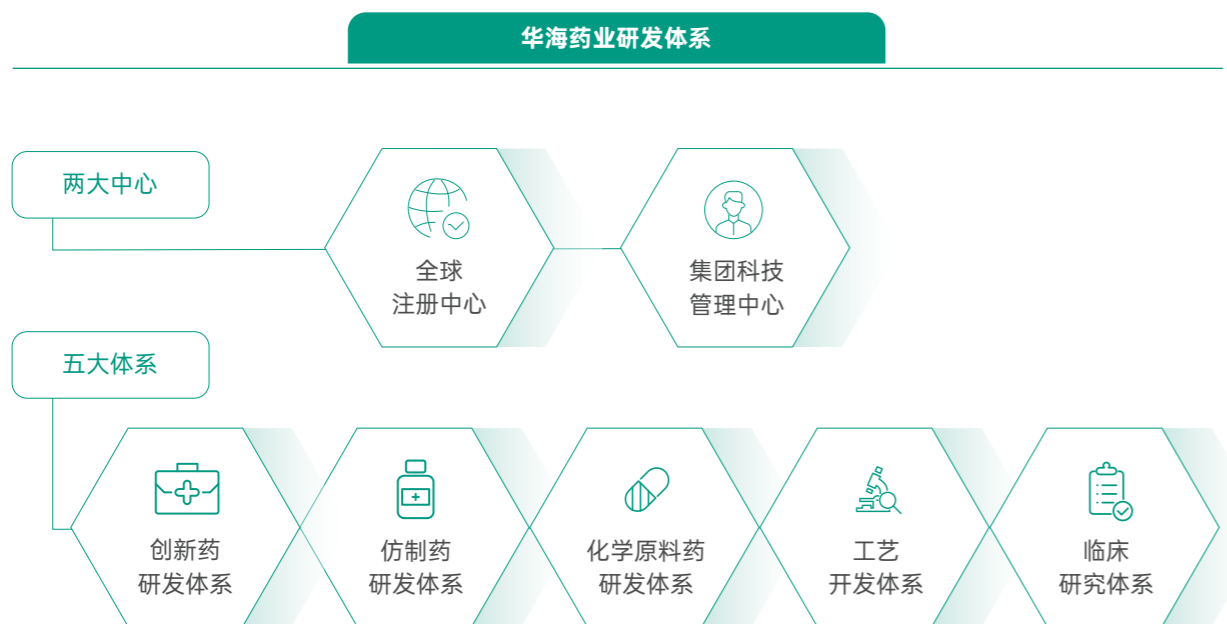 华海药业研发体系
两大中心
全球
注册中心
集团科技
管理中心
五大体系
创新药
研发体系
仿制药
研发体系
化学原料药
研发体系
工艺
开发体系
临床
研究体系